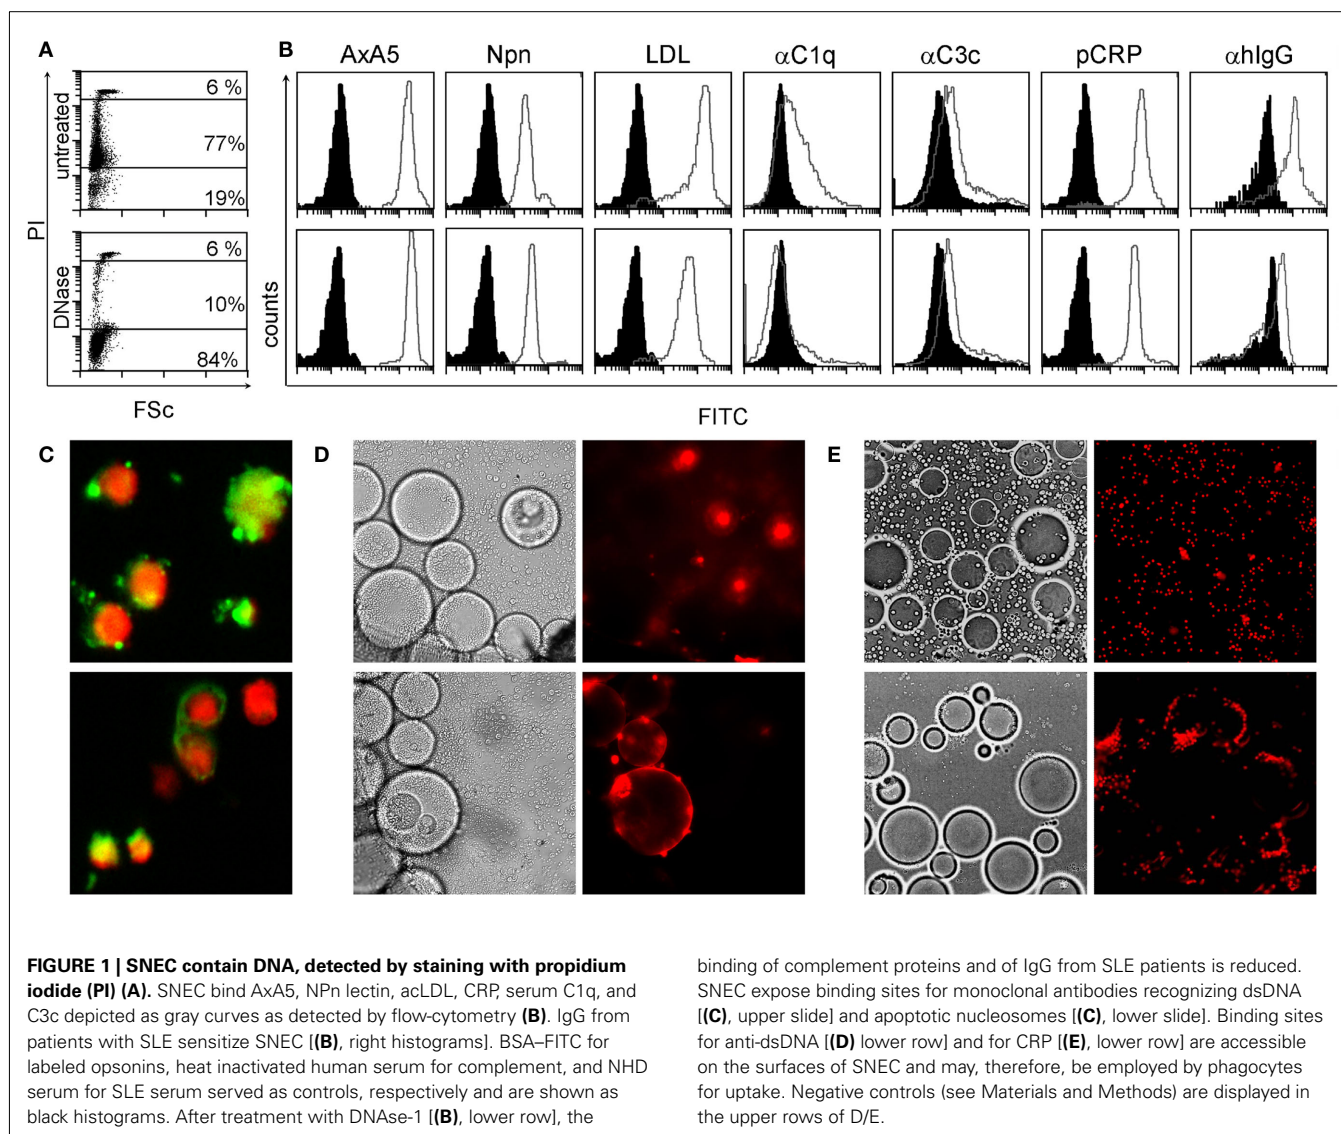 A
B
AxA5
Npn
LDL
αC1q
αC3c
pCRP
αhIgG
untreated
6 %
77%
19%
PI
DNase
6 %
10%
84%
counts
FSc
FITC
C
D
E
FIGURE 1 | SNEC contain DNA, detected by staining with propidium
iodide (PI) (A). SNEC bind AxA5, NPn lectin, acLDL, CRP, serum C1q, and
C3c depicted as gray curves as detected by flow-cytometry (B). IgG from
patients with SLE sensitize SNEC [(B), right histograms]. BSA–FITC for
labeled opsonins, heat inactivated human serum for complement, and NHD
serum for SLE serum served as controls, respectively and are shown as
black histograms. After treatment with DNAse-1 [(B), lower row], the
binding of complement proteins and of IgG from SLE patients is reduced.
SNEC expose binding sites for monoclonal antibodies recognizing dsDNA
[(C), upper slide] and apoptotic nucleosomes [(C), lower slide]. Binding sites
for anti-dsDNA [(D) lower row] and for CRP [(E), lower row] are accessible
on the surfaces of SNEC and may, therefore, be employed by phagocytes
for uptake. Negative controls (see Materials and Methods) are displayed in
the upper rows of D/E.